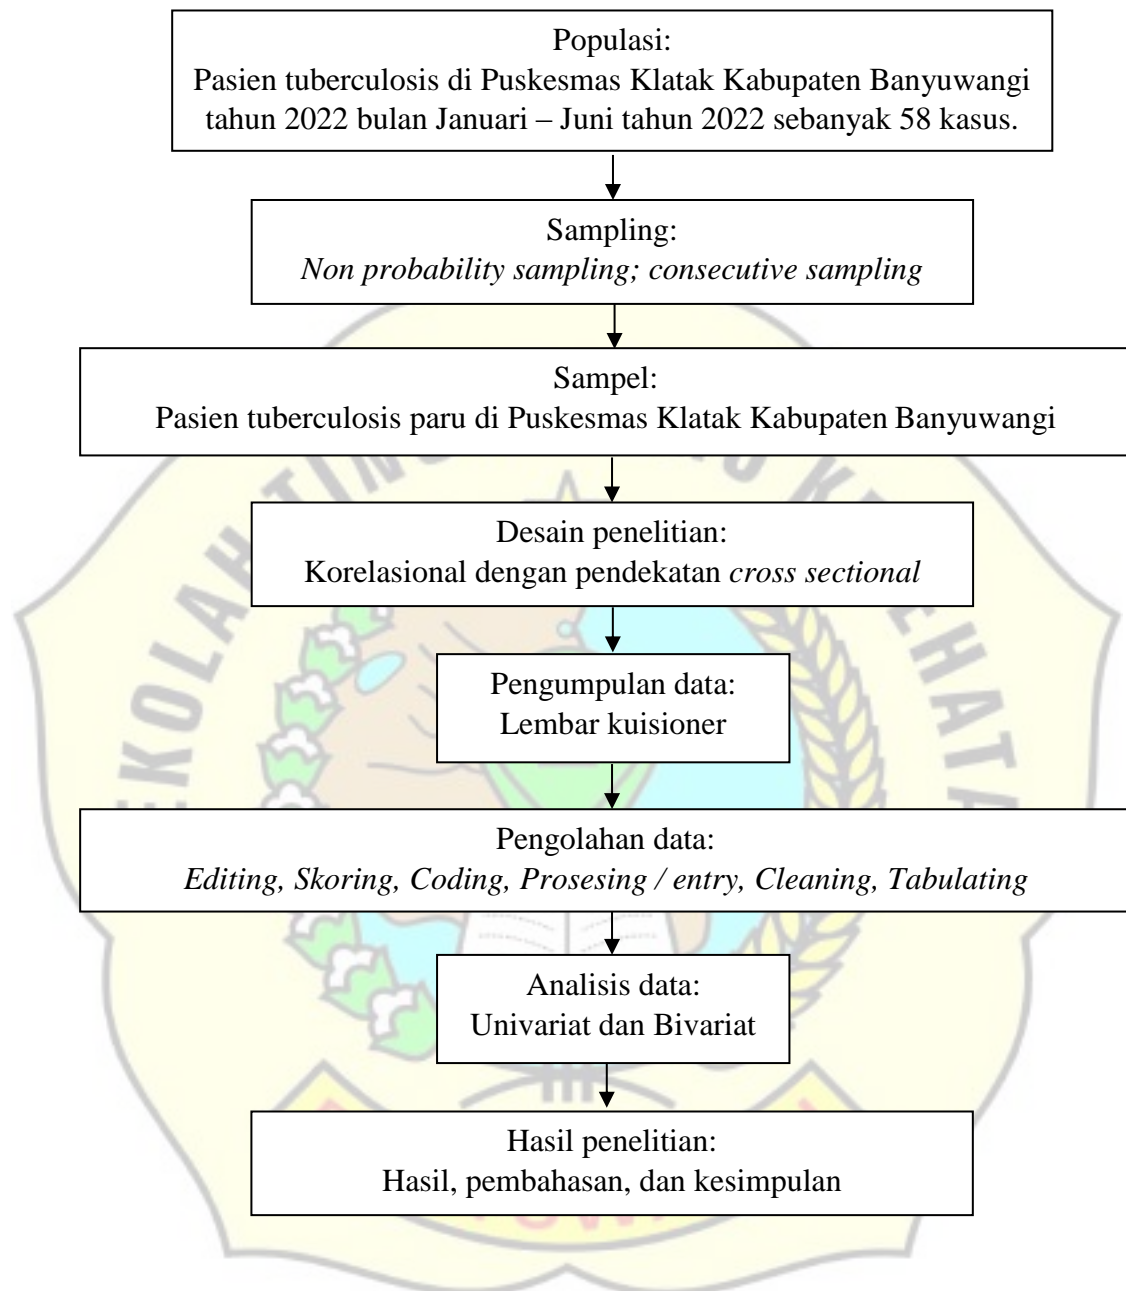 Populasi:
Pasien tuberculosis di Puskesmas Klatak Kabupaten Banyuwangi
tahun 2022 bulan Januari – Juni tahun 2022 sebanyak 58 kasus.
Sampling:
Non probability sampling; consecutive sampling
Sampel:
Pasien tuberculosis paru di Puskesmas Klatak Kabupaten Banyuwangi
Desain penelitian:
Korelasional dengan pendekatan cross sectional
Pengumpulan data:
Lembar kuisioner
Pengolahan data:
Editing, Skoring, Coding, Prosesing / entry, Cleaning, Tabulating
Analisis data:
Univariat dan Bivariat
Hasil penelitian:
Hasil, pembahasan, dan kesimpulan